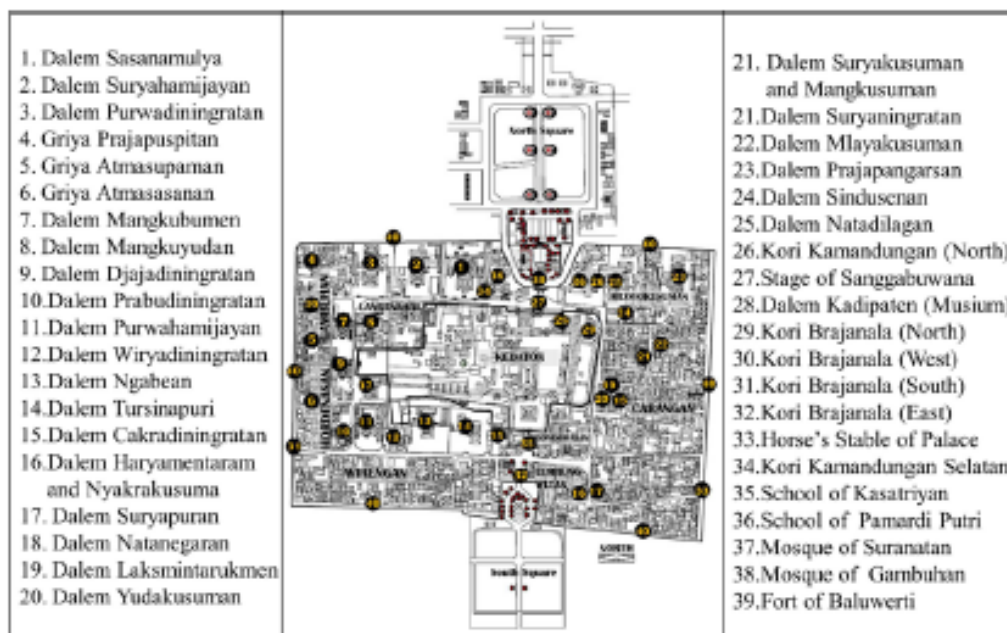 1. Dalem Sasanamulya
2. Dalem Suryahamijayan
3. Dalem Purwadiningratan
4. Griya Prajapuspitan
5. Griya Atmasupaman
6. Griya Atmasasanan
7. Dalem Mangkubumen
8. Dalem Mangkuyudan
9. Dalem Djajadiningratan
10.Dalem Prabudiningratan
11.Dalem Purwahamijayan
12.Dalem Wiryadiningratan
13.Dalem Ngabean
14.Dalem Tursinapuri
15.Dalem Cakradiningratan
16.Dalem Haryamentaram
and Nyakrakusuma
17. Dalem Suryapuran
18. Dalem Natanegaran
19. Dalem Laksmintarukmen
20. Dalem Yudakusuman
North Square
KEDATON
CARANGAN
WIRENGAN
NORTH
South Square
21. Dalem Suryakusuman
and Mangkusuman
21.Dalem Suryaningratan
22.Dalem Mlayakusuman
23.Dalem Prajapangarsan
24.Dalem Sindusenan
25.Dalem Natadilagan
26.Kori Kamandungan (North)
27.Stage of Sanggabuwana
28.Dalem Kadipaten (Musium)
29.Kori Brajanala (North)
30.Kori Brajanala (West)
31.Kori Brajanala (South)
32.Kori Brajanala (East)
33.Horse's Stable of Palace
34.Kori Kamandungan Selatan
35.School of Kasatriyan
36.School of Pamardi Putri
37.Mosque of Suranatan
38.Mosque of Gambuhan
39.Fort of Baluwerti